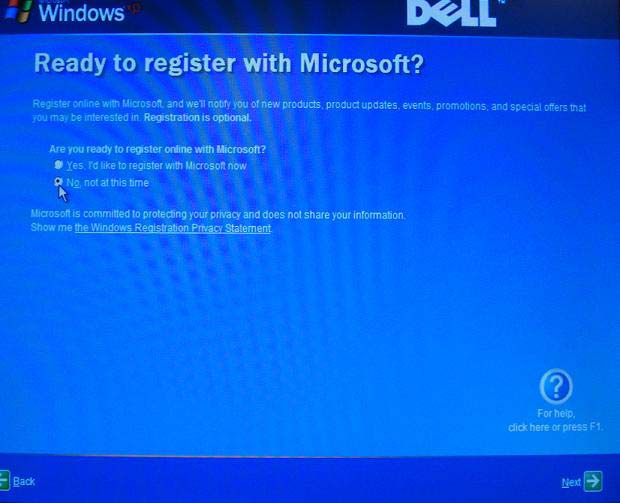 Windows xp
DELL™
Ready to register with Microsoft?
Register online with Microsoft, and we'll notify you of new products, product updates, events, promotions, and special offers that
you may be interested in. Registration is optional.
Are you ready to register online with Microsoft?
Yes, I'd like to register with Microsoft now
No, not at this time
Microsoft is committed to protecting your privacy and does not share your information.
Show me the Windows Registration Privacy Statement.
?
For help,
click here or press F1.
Back
Next